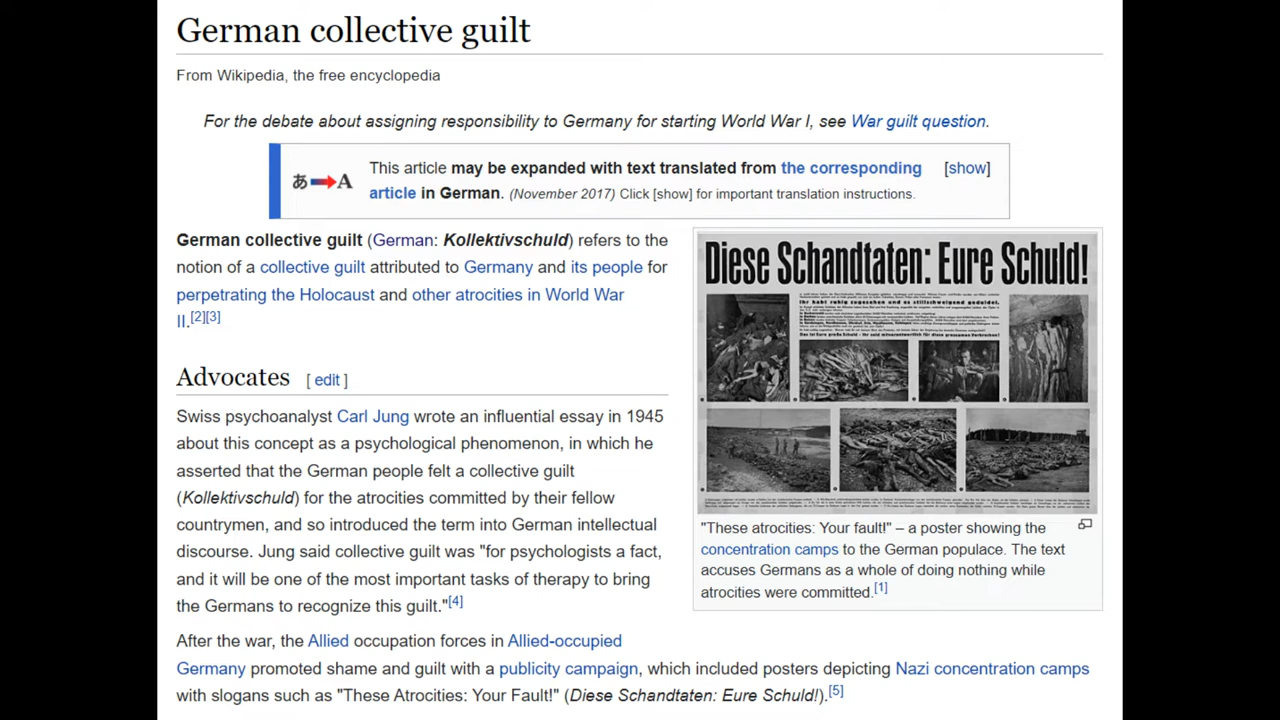 German collective guilt
From Wikipedia, the free encyclopedia
For the debate about assigning responsibility to Germany for starting World War I, see War guilt question.
This article may be expanded with text translated from the corresponding [show]
article in German. (November 2017) Click [show] for important translation instructions.
あ A
German collective guilt (German: Kollektivschuld) refers to the
notion of a collective guilt attributed to Germany and its people for
perpetrating the Holocaust and other atrocities in World War
II.[2][3]
Advocates [ edit ]
Swiss psychoanalyst Carl Jung wrote an influential essay in 1945
about this concept as a psychological phenomenon, in which he
asserted that the German people felt a collective guilt
(Kollektivschuld) for the atrocities committed by their fellow
countrymen, and so introduced the term into German intellectual
discourse. Jung said collective guilt was "for psychologists a fact,
and it will be one of the most important tasks of therapy to bring
the Germans to recognize this guilt."[4]
Diese Schandtaten: Eure Schuld!
Ihr habt ruhig zugesehen und es stillschweigend geduldet.
"These atrocities: Your fault!" – a poster showing the
concentration camps to the German populace. The text
accuses Germans as a whole of doing nothing while
atrocities were committed.[1]
After the war, the Allied occupation forces in Allied-occupied
Germany promoted shame and guilt with a publicity campaign, which included posters depicting Nazi concentration camps
with slogans such as "These Atrocities: Your Fault!" (Diese Schandtaten: Eure Schuld!).[5]